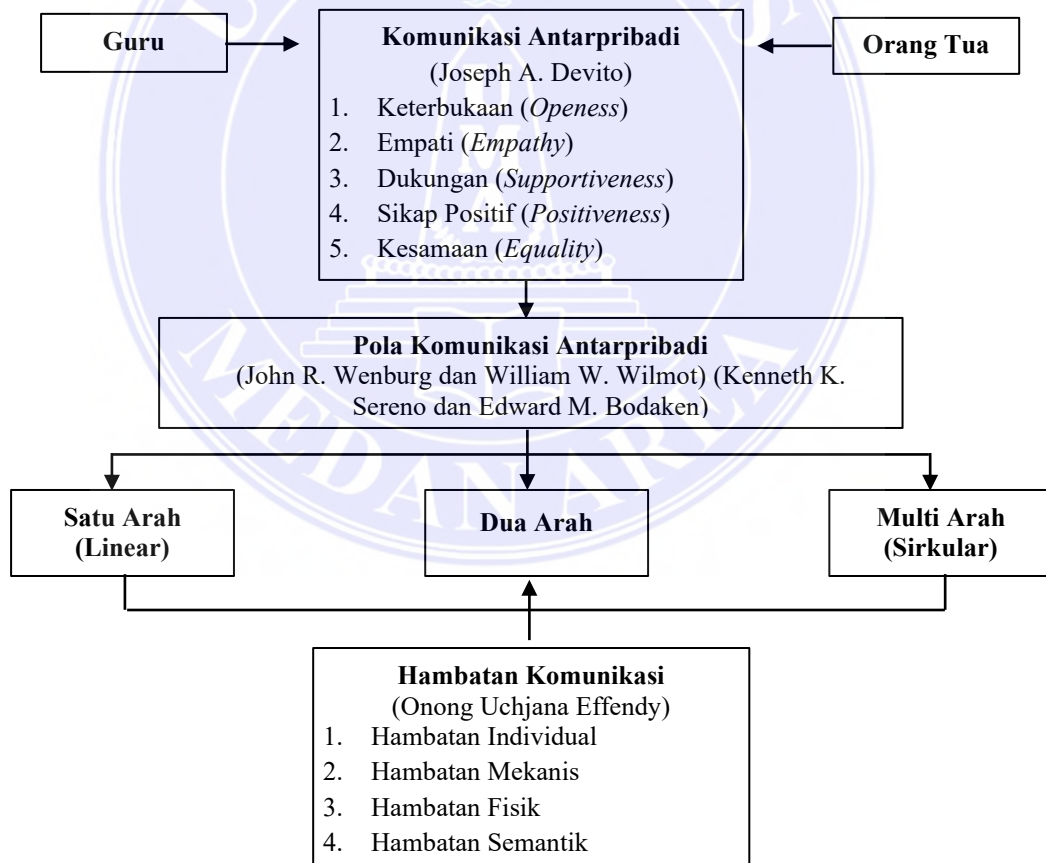 Guru
Komunikasi Antarpribadi
(Joseph A. Devito)
1. Keterbukaan (Openess)
2. Empati (Empathy)
3. Dukungan (Supportiveness)
4. Sikap Positif (Positiveness)
5. Kesamaan (Equality)
Orang Tua
Pola Komunikasi Antarpribadi
(John R. Wenburg dan William W. Wilmot) (Kenneth K.
Sereno dan Edward M. Bodaken)
Satu Arah
(Linear)
Dua Arah
Multi Arah
(Sirkular)
Hambatan Komunikasi
(Onong Uchjana Effendy)
1. Hambatan Individual
2. Hambatan Mekanis
3. Hambatan Fisik
4. Hambatan Semantik
MEDAN AREA